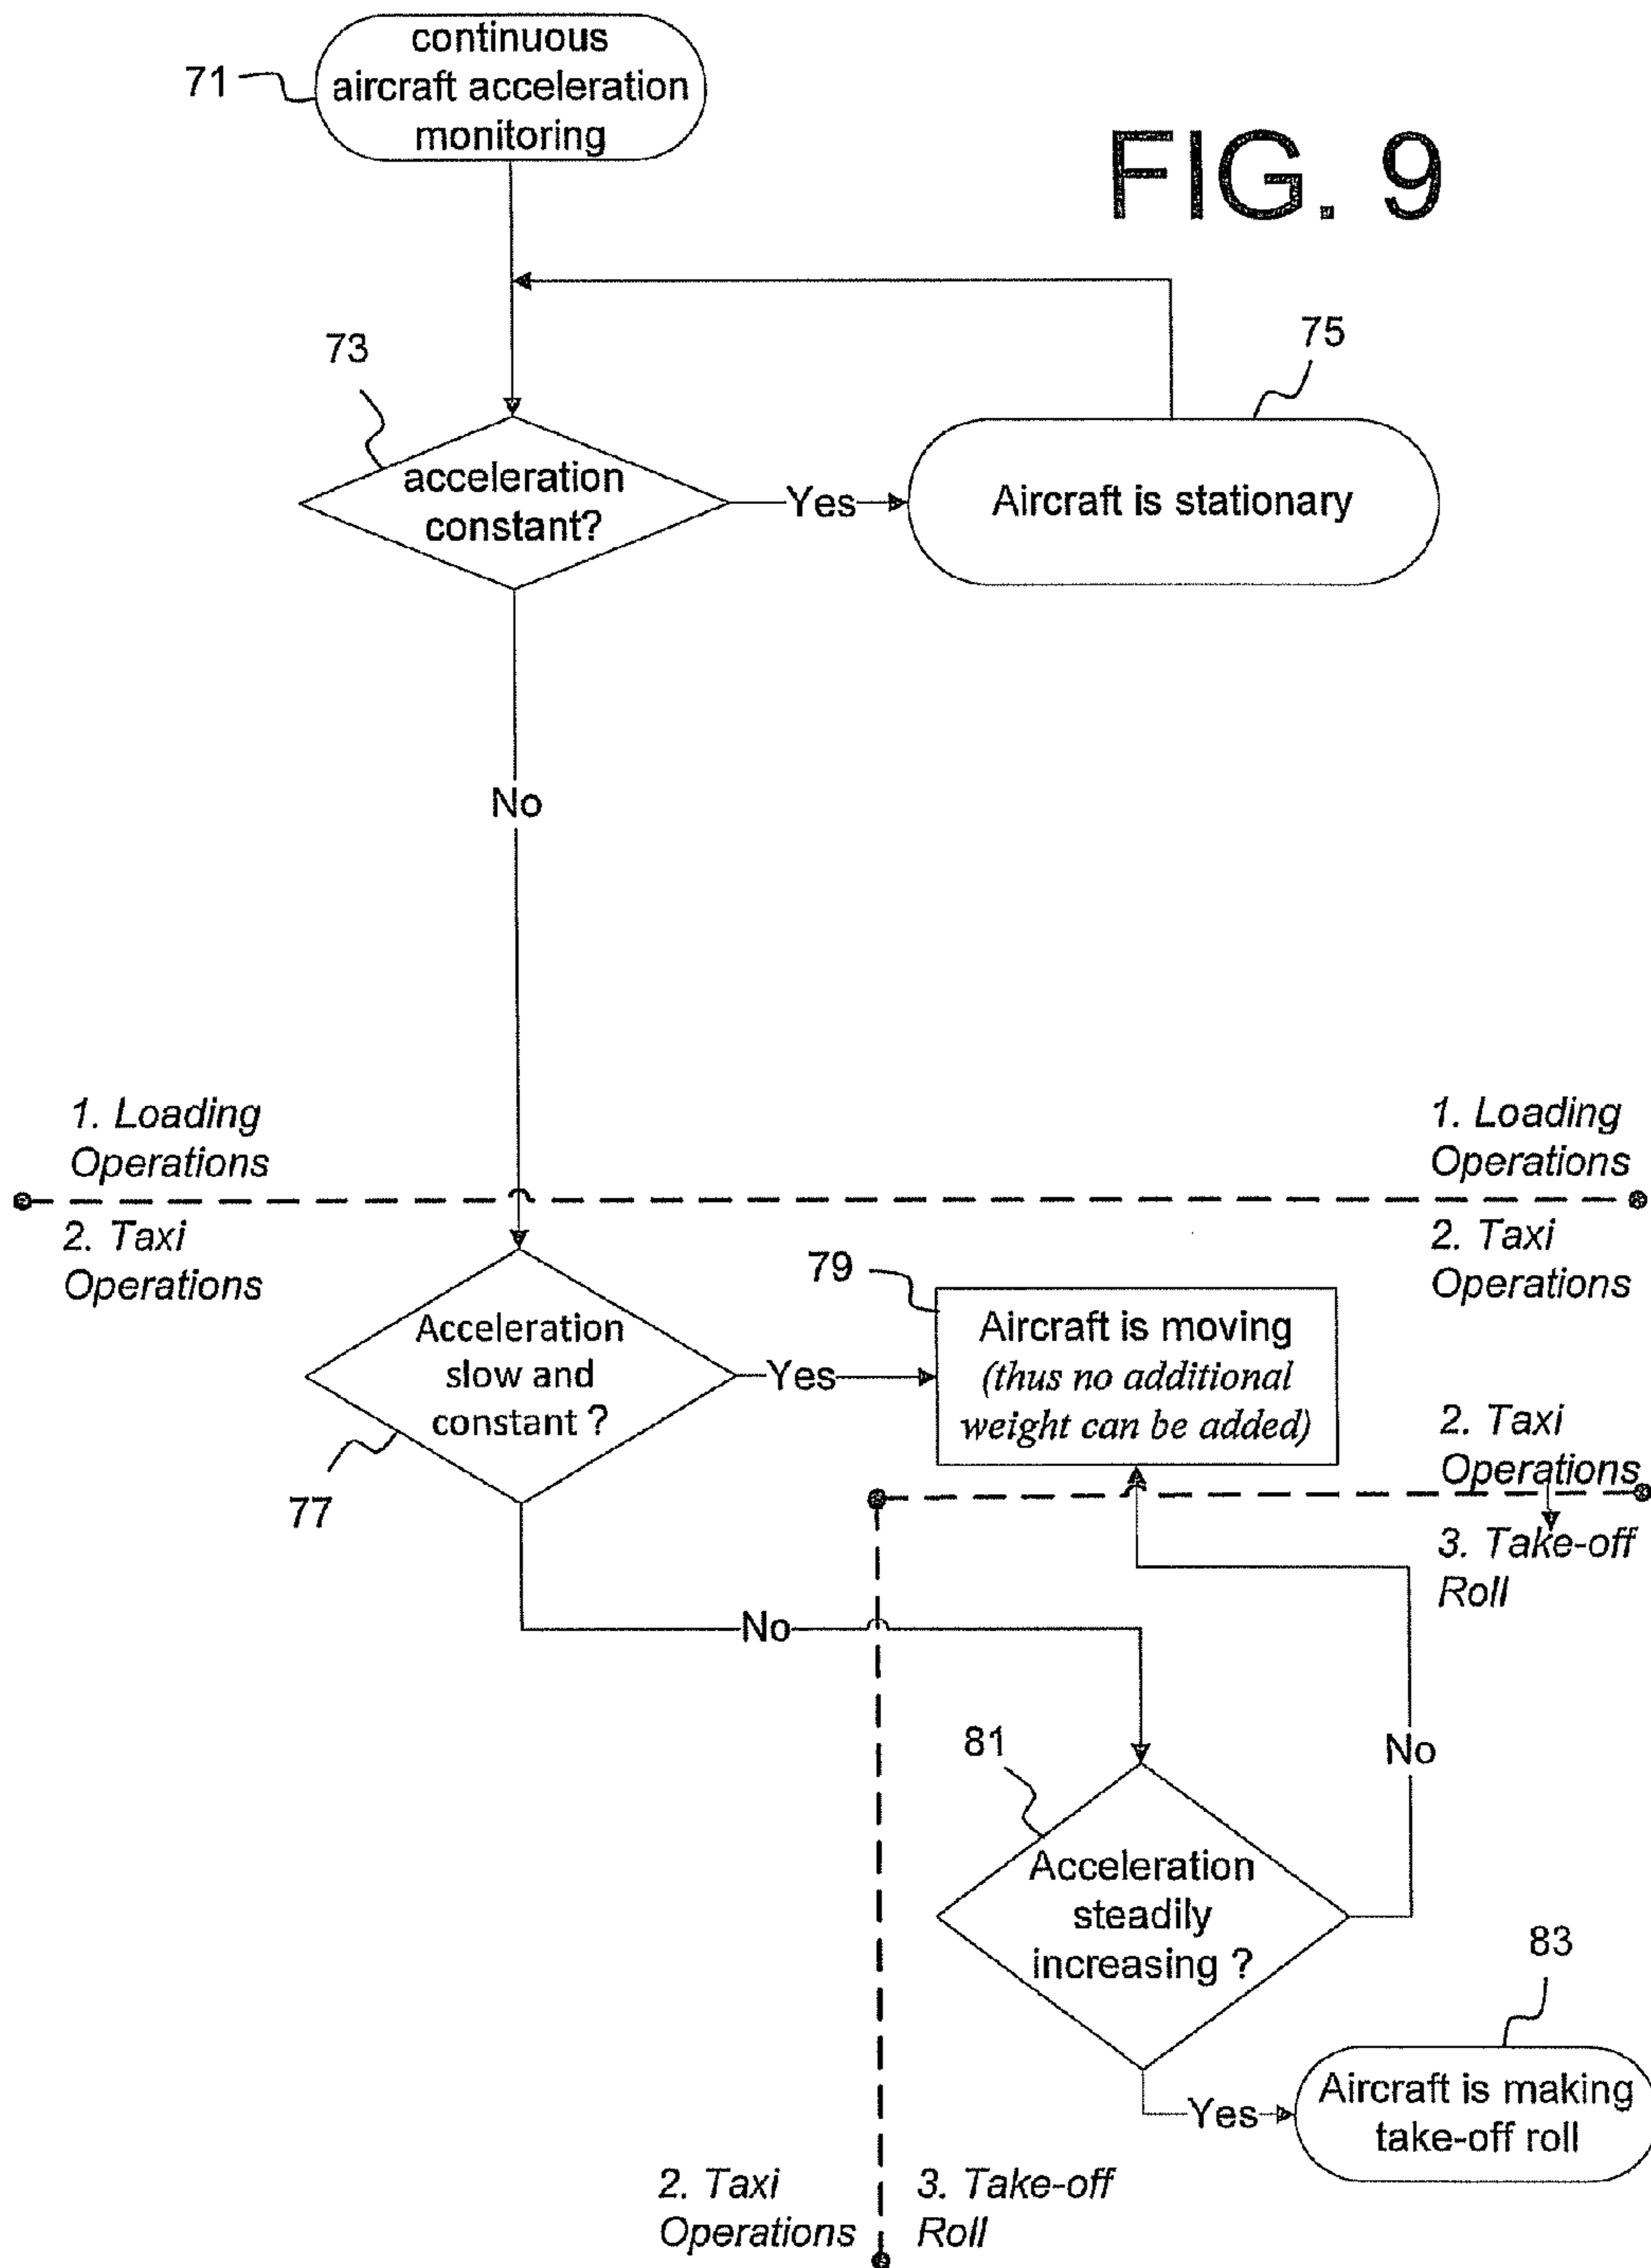 continuous
aircraft acceleration
monitoring
71
FIG. 9
73
75
acceleration
constant?
Yes
Aircraft is stationary
No
1. Loading
Operations
1. Loading
Operations
2. Taxi
Operations
2. Taxi
Operations
79
Acceleration
slow and
constant ?
Yes
Aircraft is moving
(thus no additional
weight can be added)
77
2. Taxi
Operations
3. Take-off
Roll
No
81
No
Acceleration
steadily
increasing ?
83
Yes
Aircraft is making
take-off roll
2. Taxi
Operations
3. Take-off
Roll